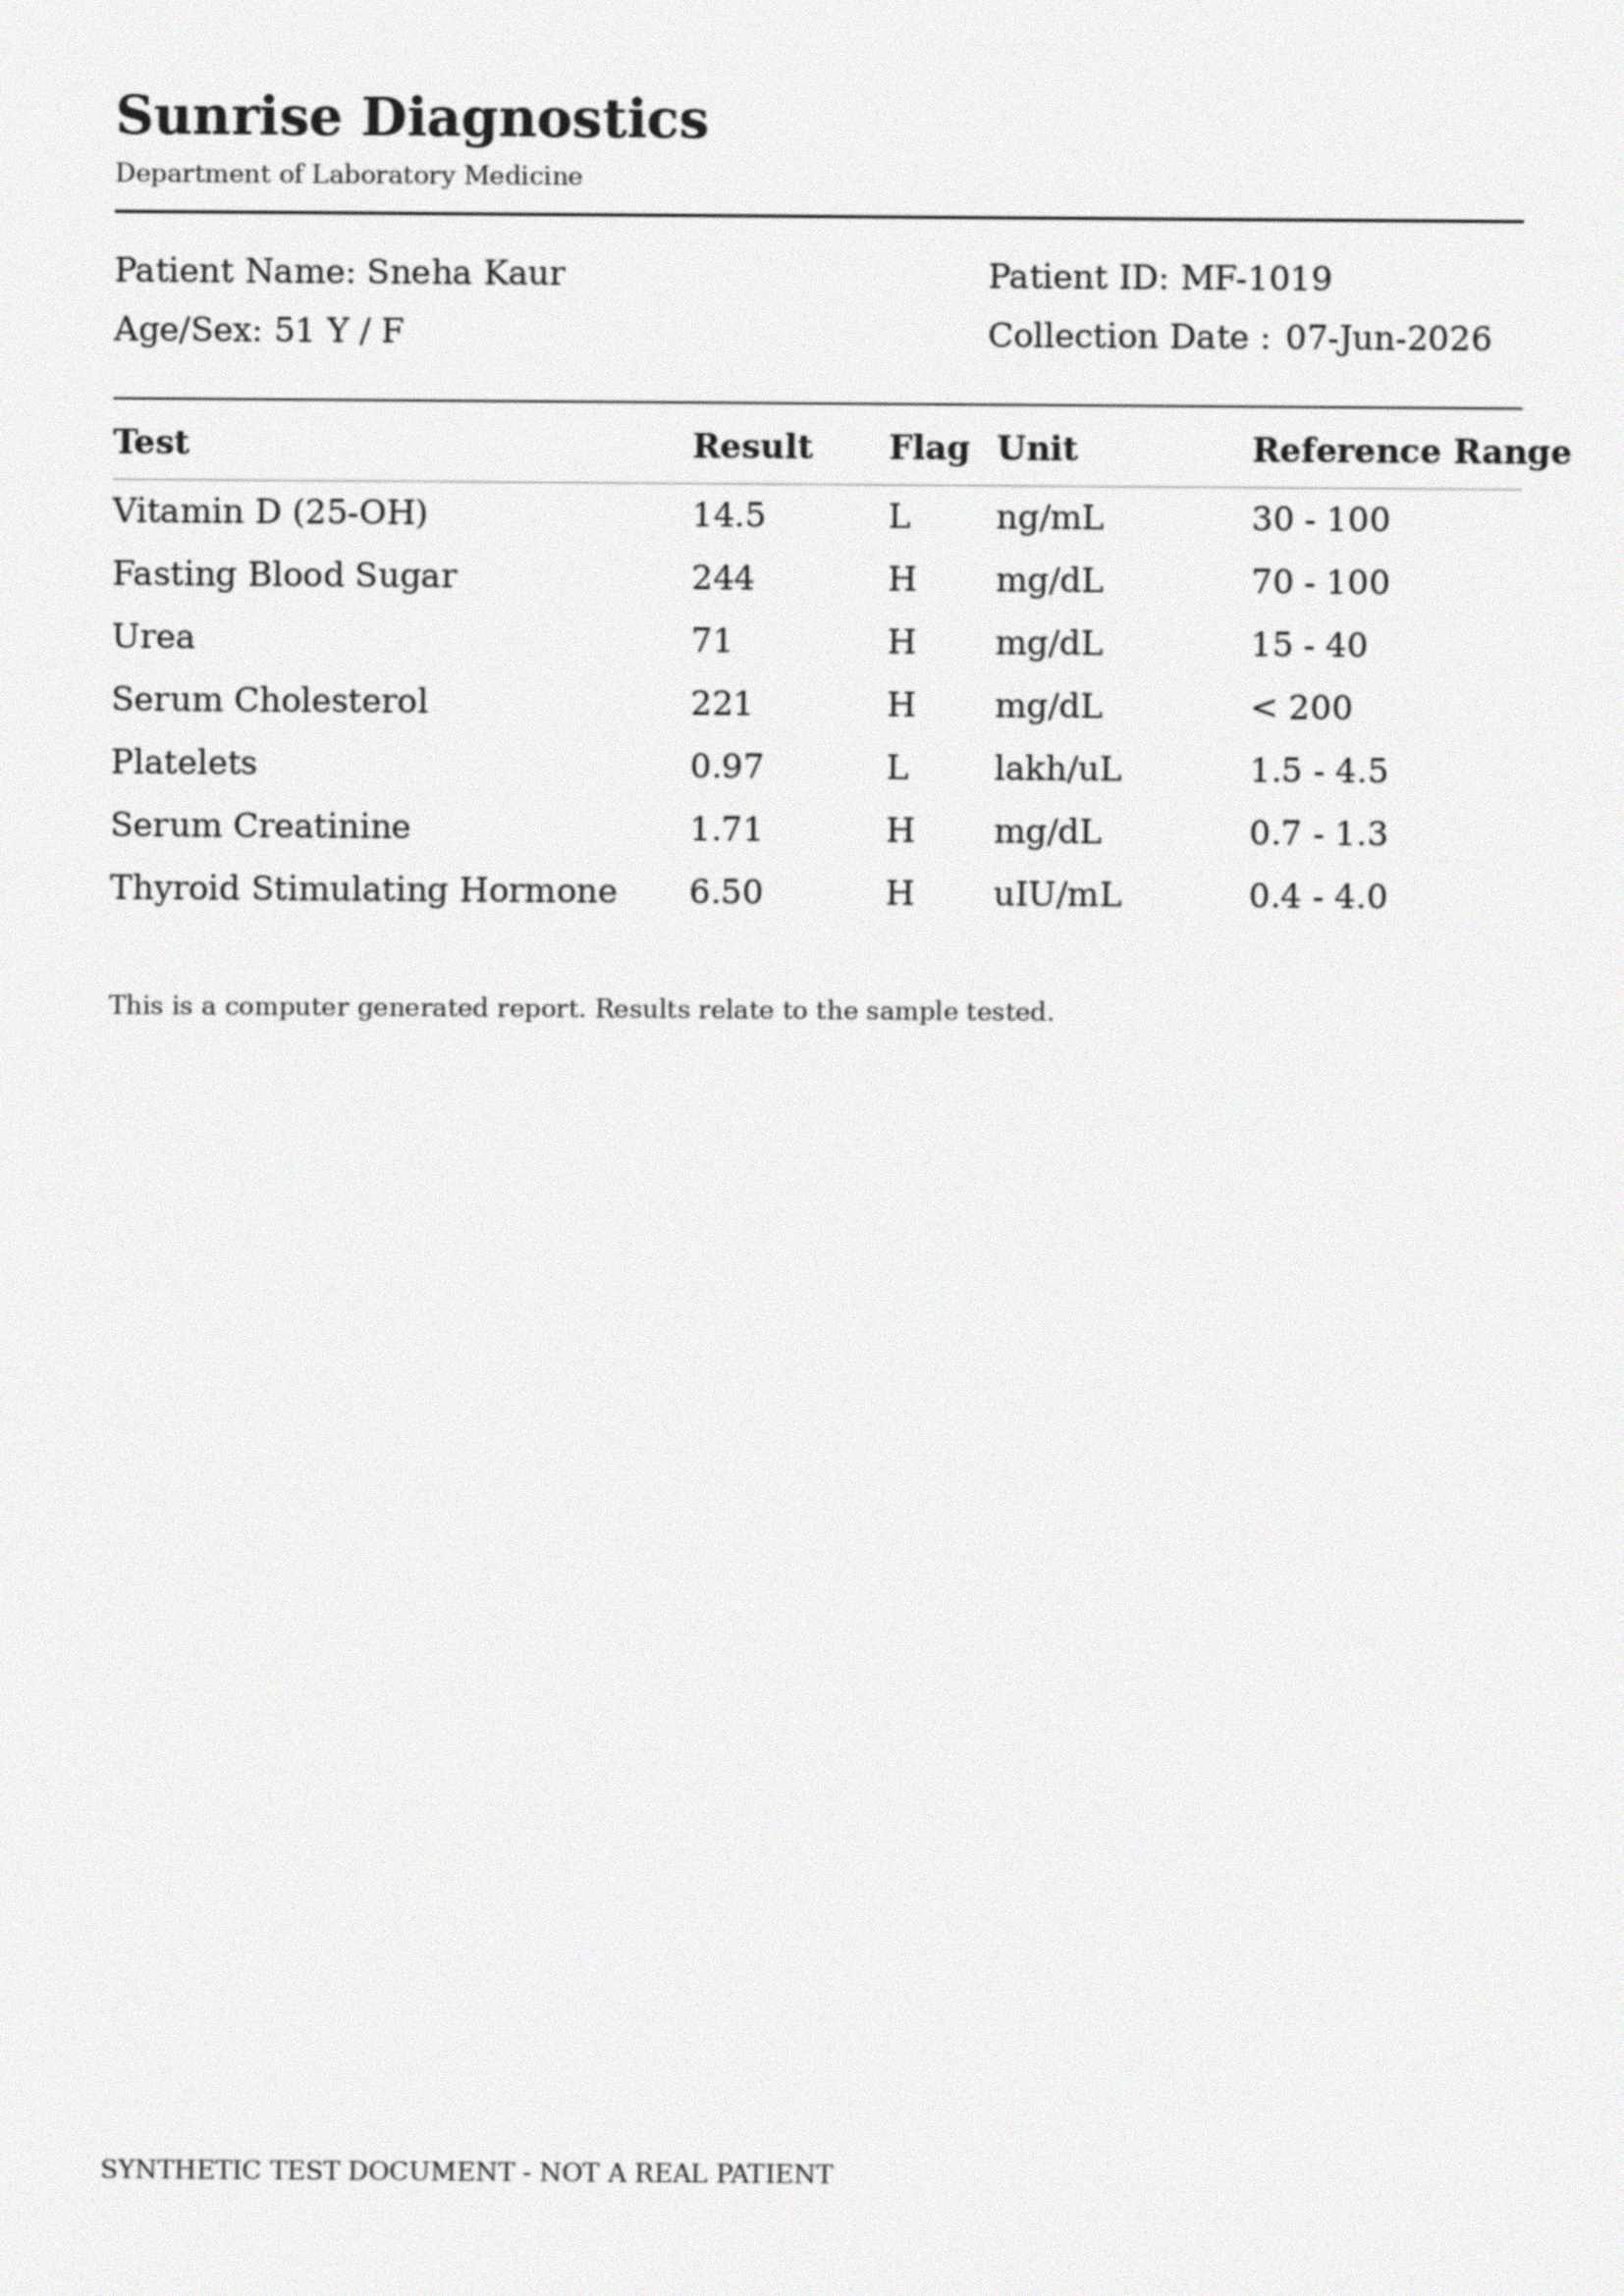 Sunrise Diagnostics
Department of Laboratory Medicine
Patient Name: Sneha Kaur Patient ID: MF-1019
Age/Sex: 51 Y / F Collection Date : 07-Jun-2026
Test Result Flag Unit Reference Range
Vitamin D (25-OH) 14.5 L ng/mL 30 - 100
Fasting Blood Sugar 244 H mg/dL 70 - 100
Urea 71 H mg/dL 15 - 40
Serum Cholesterol 221 H mg/dL < 200
Platelets 0.97 L lakh/uL 1.5 - 4.5
Serum Creatinine 1.71 H mg/dL 0.7 - 1.3
Thyroid Stimulating Hormone 6.50 H uIU/mL 0.4 - 4.0
This is a computer generated report. Results relate to the sample tested.
SYNTHETIC TEST DOCUMENT - NOT A REAL PATIENT